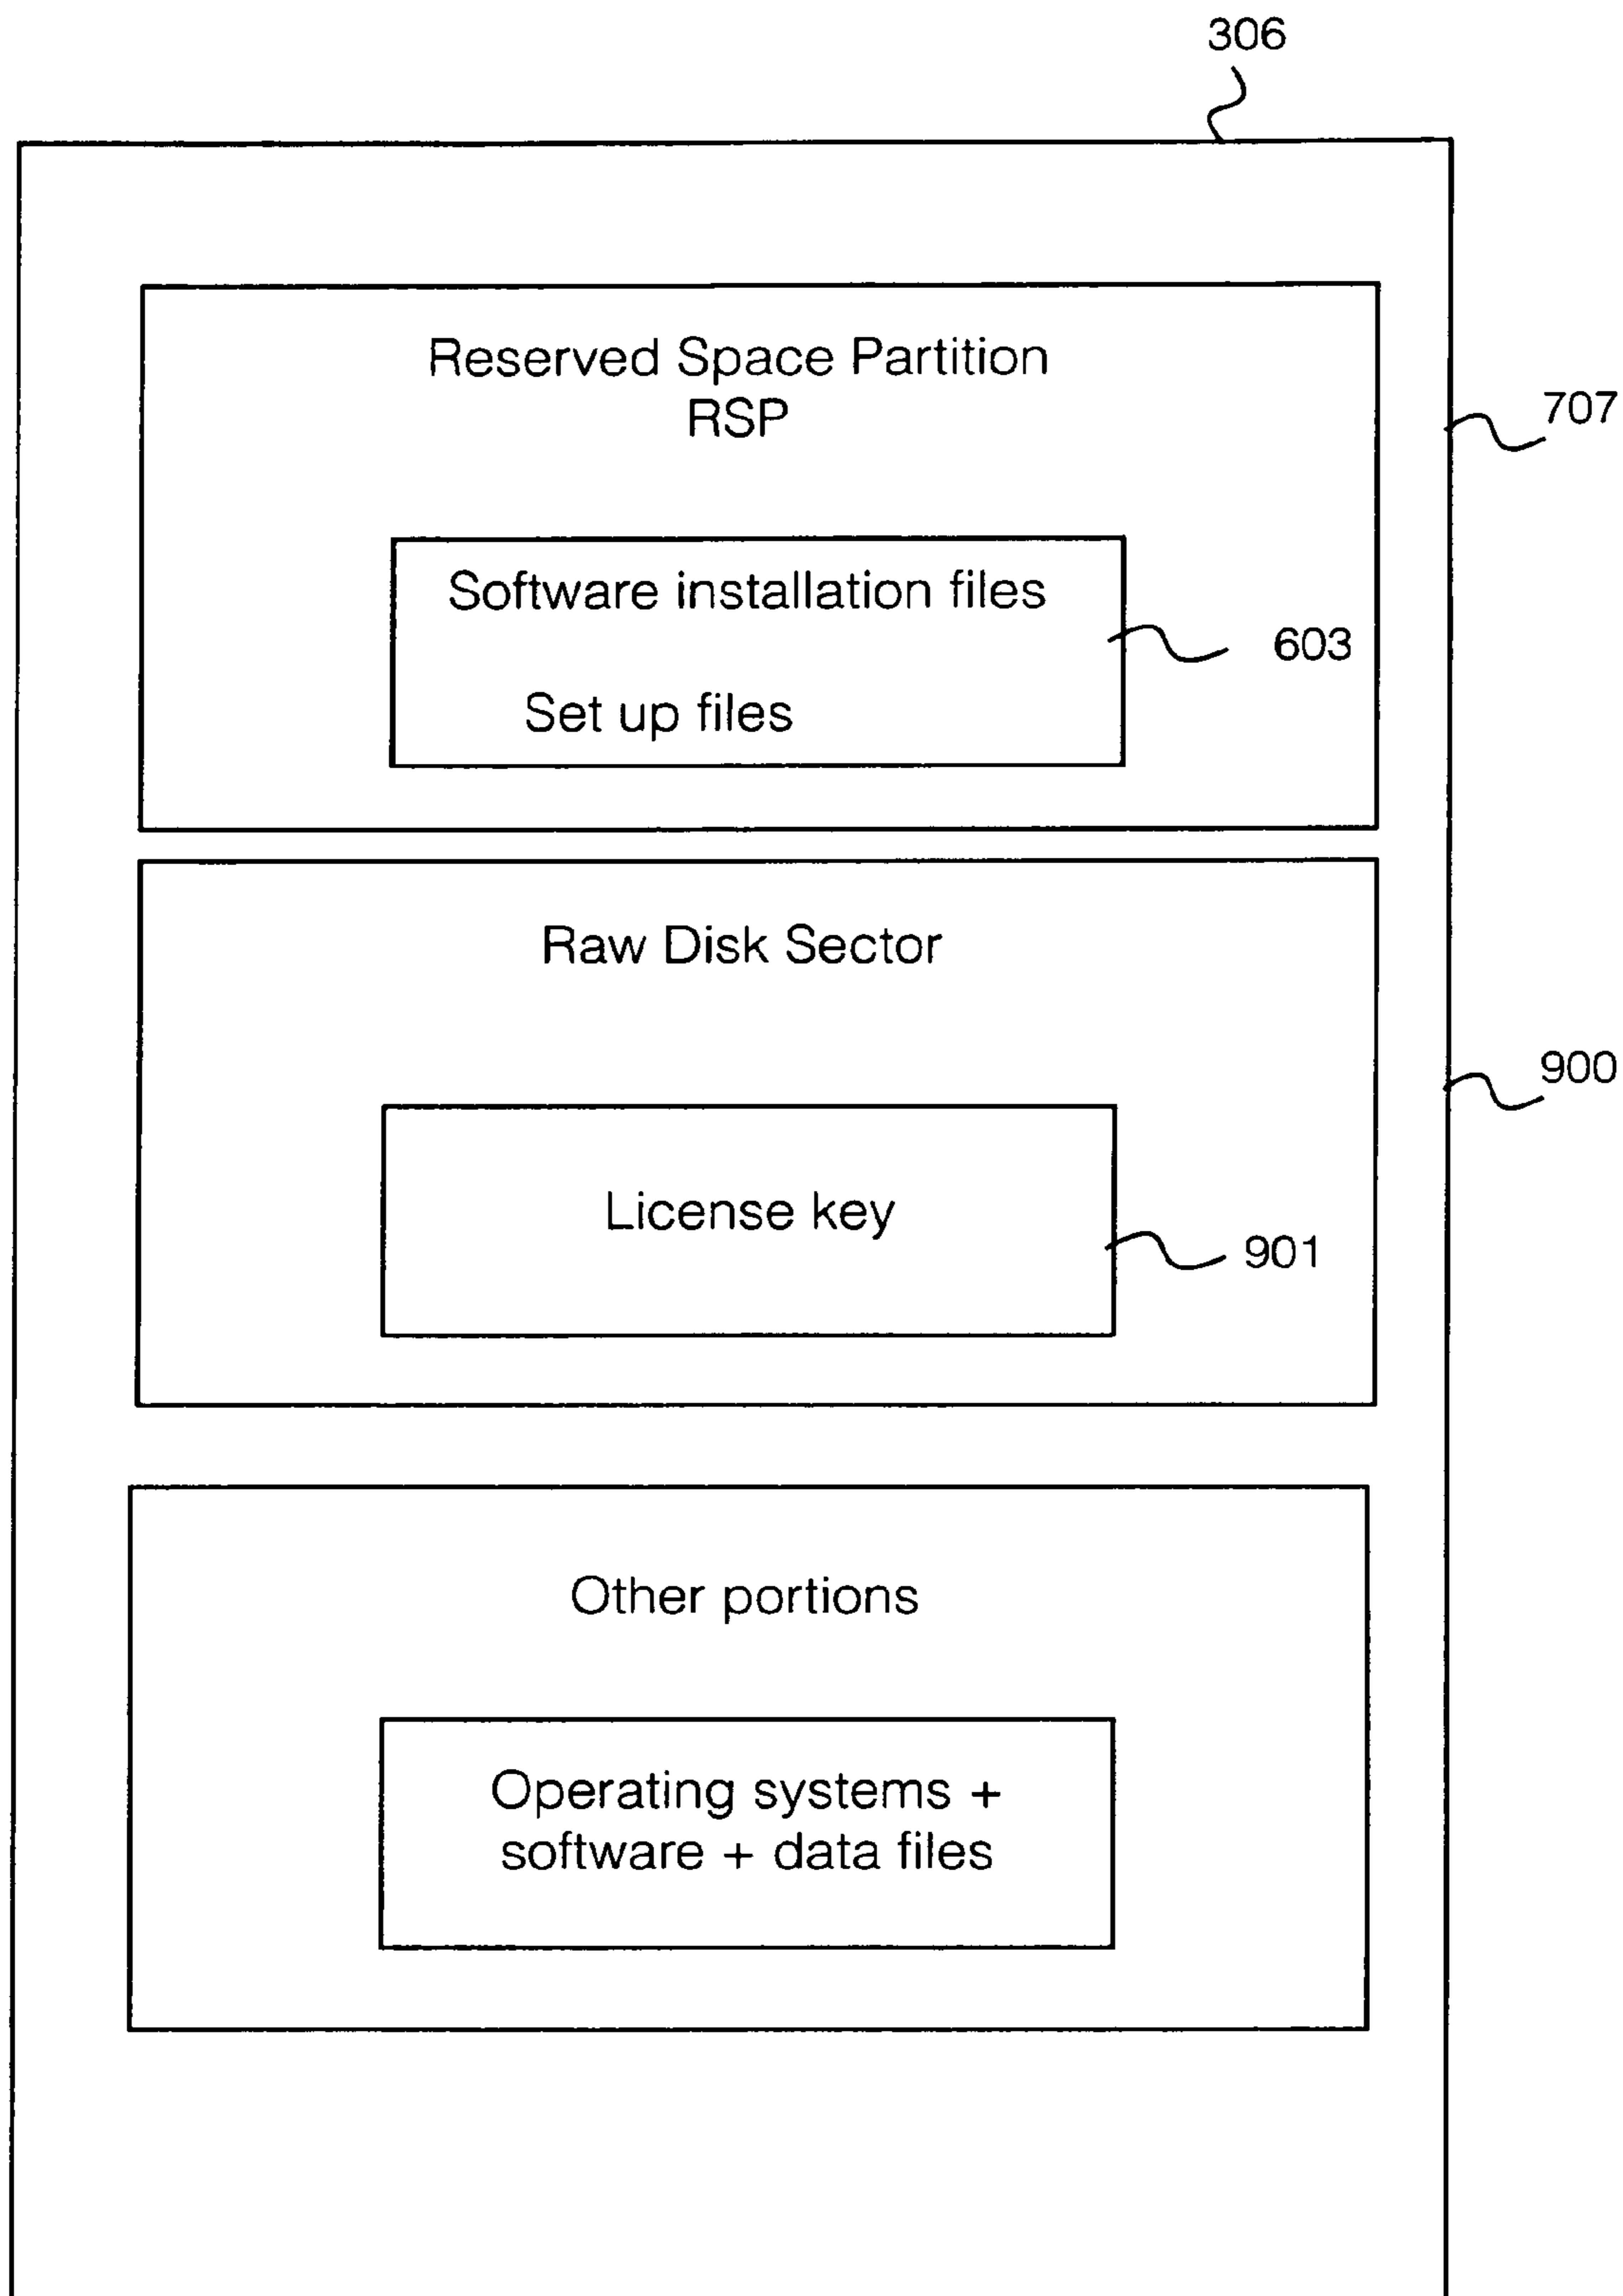 306
Reserved Space Partition
RSP
707
Software installation files
603
Set up files
Raw Disk Sector
900
License key
901
Other portions
Operating systems +
software + data files